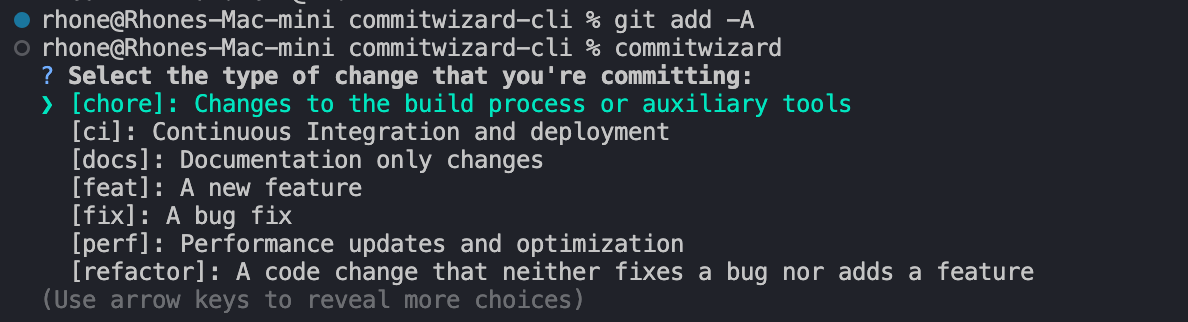 rhone@Rhones-Mac-mini commitwizard-cli % git add -A
rhone@Rhones-Mac-mini commitwizard-cli % commitwizard
? Select the type of change that you're committing:
❯ [chore]: Changes to the build process or auxiliary tools
[ci]: Continuous Integration and deployment
[docs]: Documentation only changes
[feat]: A new feature
[fix]: A bug fix
[perf]: Performance updates and optimization
[refactor]: A code change that neither fixes a bug nor adds a feature
(Use arrow keys to reveal more choices)